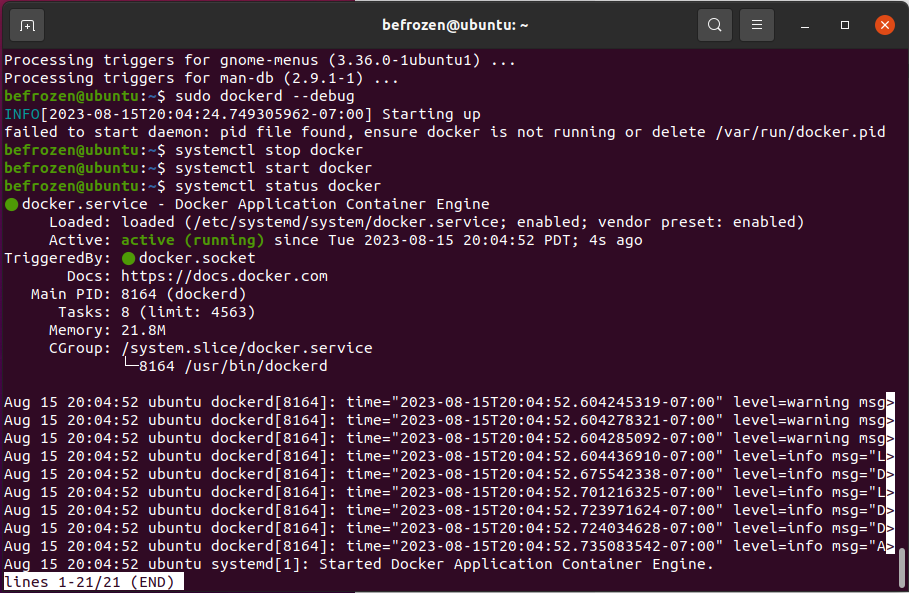 befrozen@ubuntu: ~
Processing triggers for gnome-menus (3.36.0-1ubuntu1) ...
Processing triggers for man-db (2.9.1-1) ...
befrozen@ubuntu:~$ sudo dockerd --debug
INFO[2023-08-15T20:04:24.749305962-07:00] Starting up
failed to start daemon: pid file found, ensure docker is not running or delete /var/run/docker.pid
befrozen@ubuntu:~$ systemctl stop docker
befrozen@ubuntu:~$ systemctl start docker
befrozen@ubuntu:~$ systemctl status docker
● docker.service - Docker Application Container Engine
     Loaded: loaded (/etc/systemd/system/docker.service; enabled; vendor preset: enabled)
     Active: active (running) since Tue 2023-08-15 20:04:52 PDT; 4s ago
TriggeredBy: ● docker.socket
       Docs: https://docs.docker.com
   Main PID: 8164 (dockerd)
      Tasks: 8 (limit: 4563)
     Memory: 21.8M
     CGroup: /system.slice/docker.service
             └─8164 /usr/bin/dockerd
Aug 15 20:04:52 ubuntu dockerd[8164]: time="2023-08-15T20:04:52.604245319-07:00" level=warning msg>
Aug 15 20:04:52 ubuntu dockerd[8164]: time="2023-08-15T20:04:52.604278321-07:00" level=warning msg>
Aug 15 20:04:52 ubuntu dockerd[8164]: time="2023-08-15T20:04:52.604285092-07:00" level=warning msg>
Aug 15 20:04:52 ubuntu dockerd[8164]: time="2023-08-15T20:04:52.604436910-07:00" level=info msg="L>
Aug 15 20:04:52 ubuntu dockerd[8164]: time="2023-08-15T20:04:52.675542338-07:00" level=info msg="D>
Aug 15 20:04:52 ubuntu dockerd[8164]: time="2023-08-15T20:04:52.701216325-07:00" level=info msg="L>
Aug 15 20:04:52 ubuntu dockerd[8164]: time="2023-08-15T20:04:52.723971624-07:00" level=info msg="D>
Aug 15 20:04:52 ubuntu dockerd[8164]: time="2023-08-15T20:04:52.724034628-07:00" level=info msg="D>
Aug 15 20:04:52 ubuntu dockerd[8164]: time="2023-08-15T20:04:52.735083542-07:00" level=info msg="A>
Aug 15 20:04:52 ubuntu systemd[1]: Started Docker Application Container Engine.
lines 1-21/21 (END)